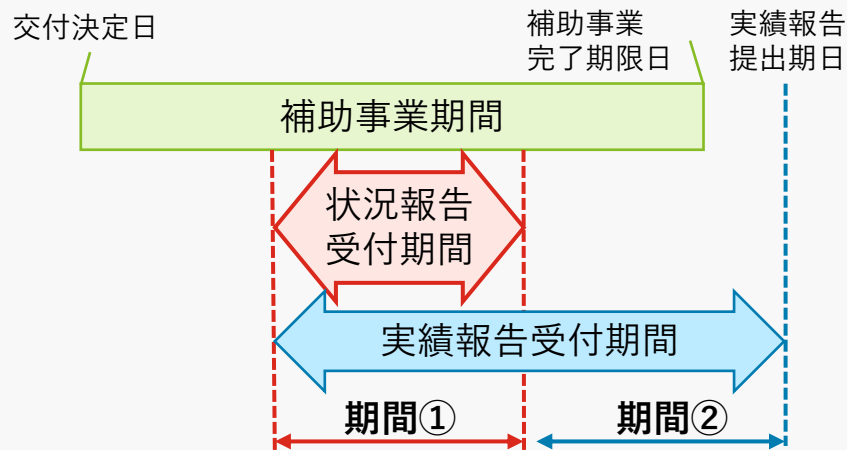 交付決定日
補助事業
完了期限日
実績報告
提出期日
補助事業期間
状況報告
受付期間
実績報告受付期間
期間①
期間②